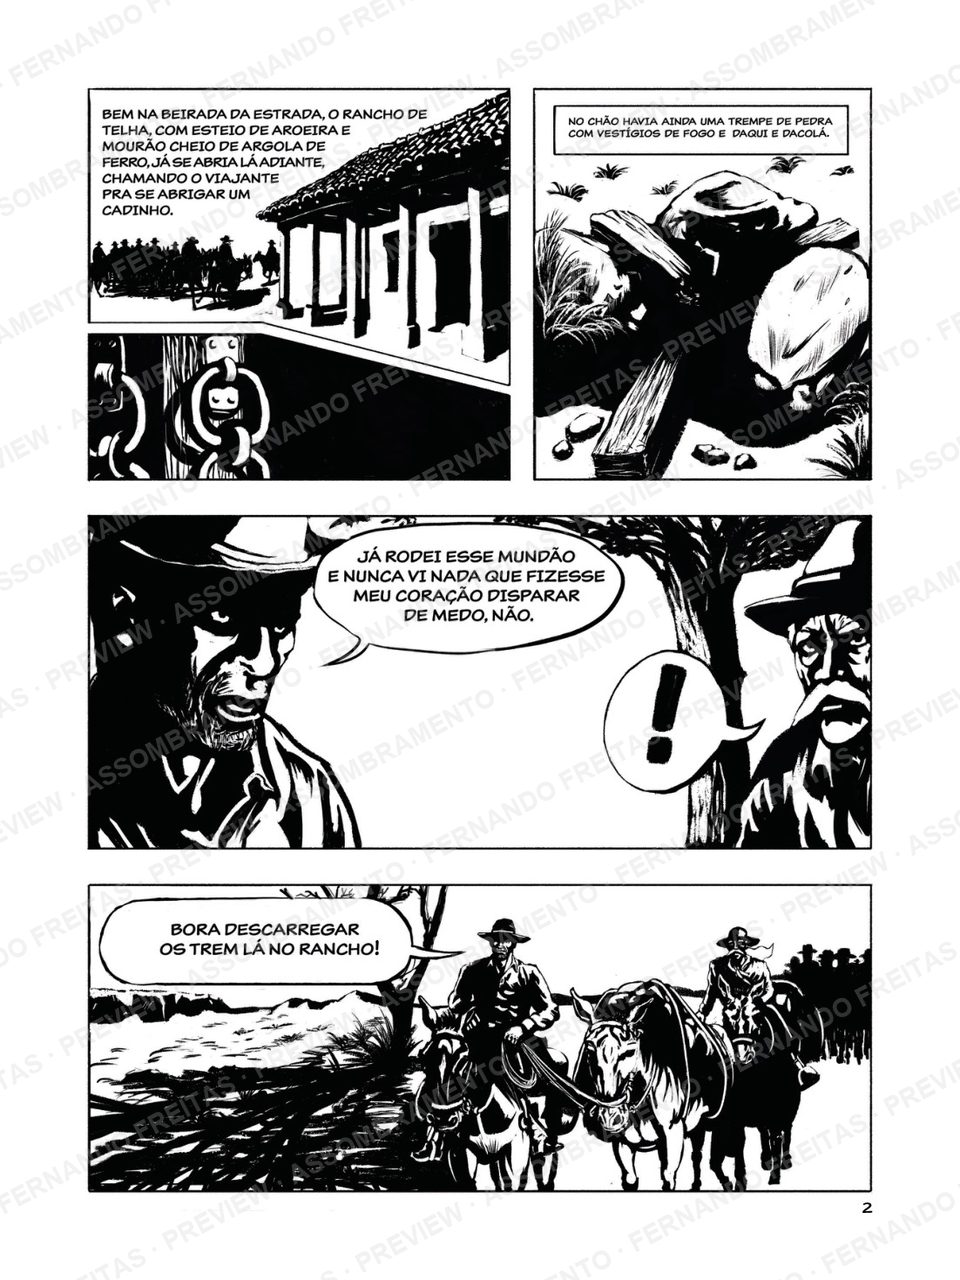 BEM NA BEIRADA DA ESTRADA, O RANCHO DE
TELHA, COM ESTEIO DE AROEIRA E
MOURÃO CHEIO DE ARGOLA DE
FERRO, JÁ SE ABRIA LÁ ADIANTE,
CHAMANDO O VIAJANTE
PRA SE ABRIGAR UM
CADINHO.
NO CHÃO HAVIA AINDA UMA TREMPE DE PEDRA
COM VESTÍGIOS DE FOGO E DAQUI E DACOLÁ.
JÁ RODEI ESSE MUNDÃO
E NUNCA VI NADA QUE FIZESSE
MEU CORAÇÃO DISPARAR
DE MEDO, NÃO.
!
BORA DESCARREGAR
OS TREM LÁ NO RANCHO!
2
PREVIEW · ASSOMBRAMENTO · FERNANDO FREITAS